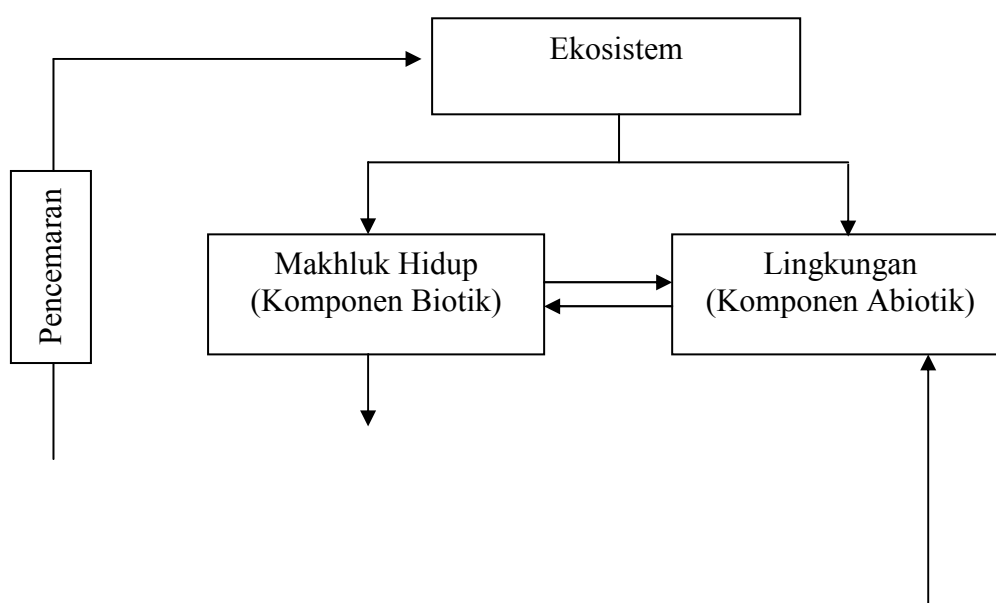 Ekosistem
Pencemaran
Makhluk Hidup
(Komponen Biotik)
Lingkungan
(Komponen Abiotik)